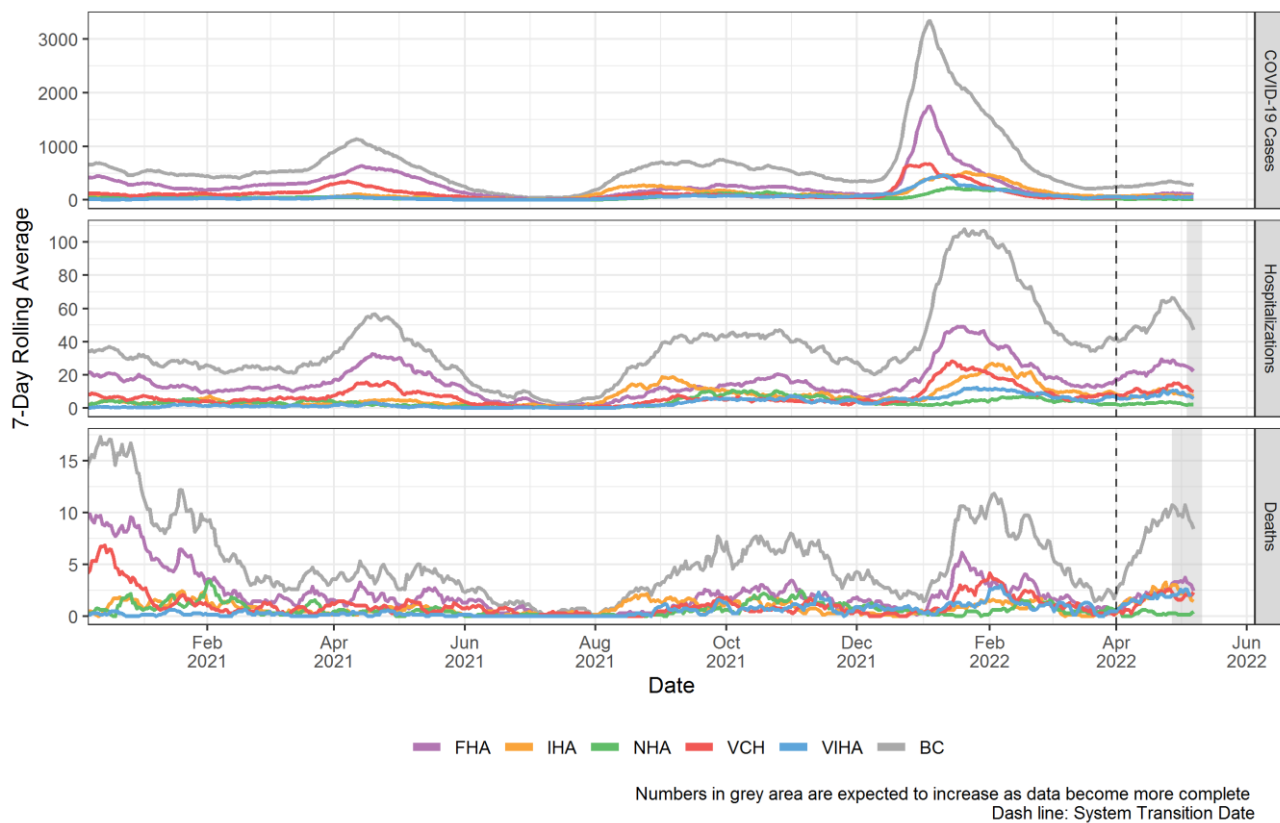 3000
2000
1000
0
COVID-19 Cases
100
80
60
40
20
0
Hospitalizations
15
10
5
0
Deaths
7-Day Rolling Average
Feb 2021
Apr 2021
Jun 2021
Aug 2021
Oct 2021
Dec 2021
Feb 2022
Apr 2022
Jun 2022
Date
FHA IHA NHA VCH VIHA BC
Numbers in grey area are expected to increase as data become more complete
Dash line: System Transition Date